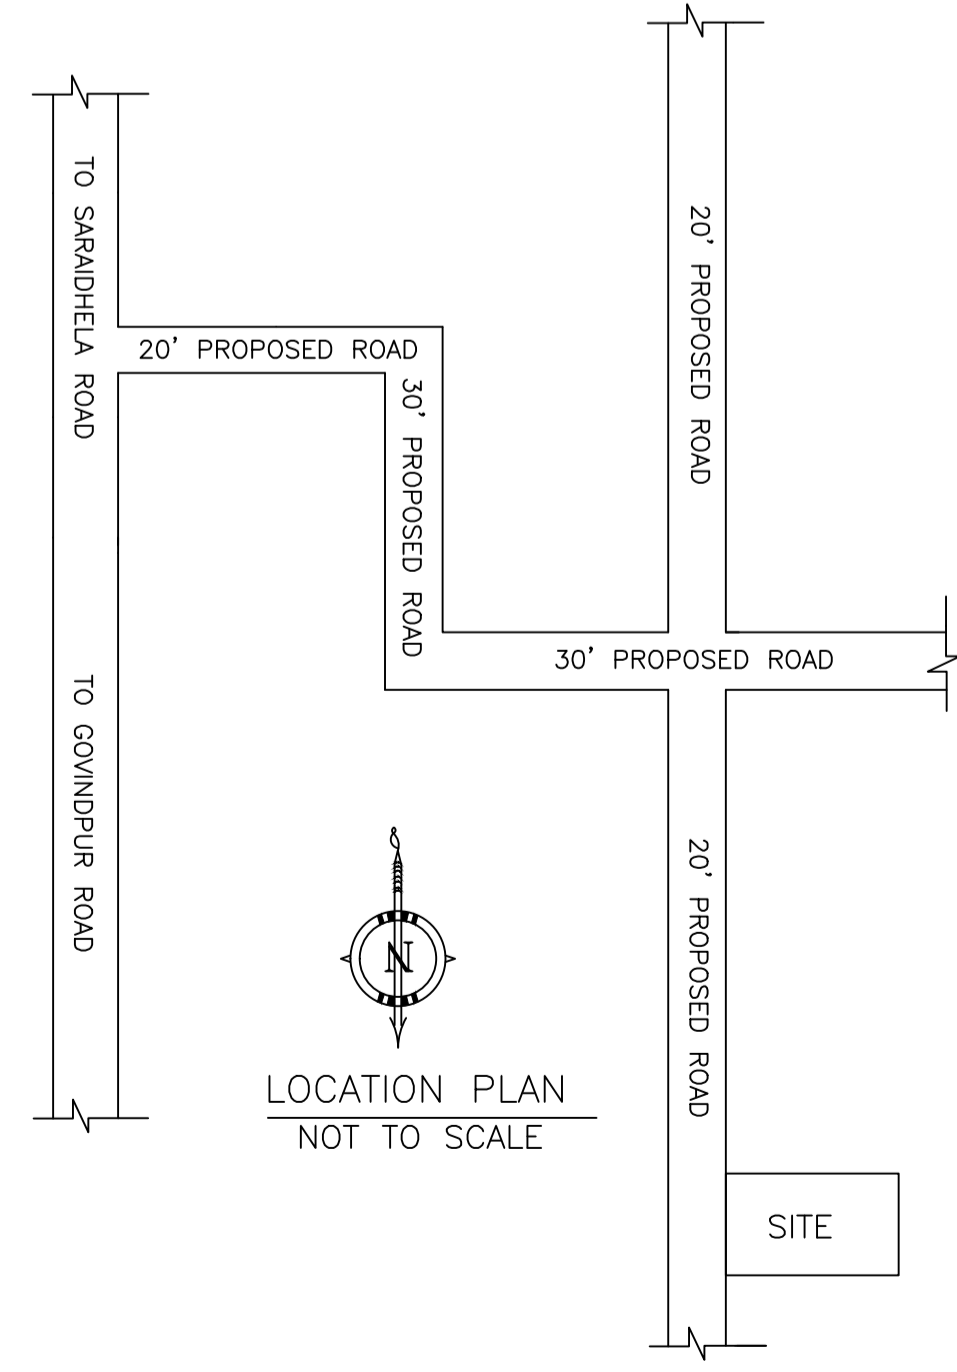 TO SARAIDHELA ROAD
20' PROPOSED ROAD
20' PROPOSED ROAD
30' PROPOSED ROAD
30' PROPOSED ROAD
TO GOVINDPUR ROAD
20' PROPOSED ROAD
N
LOCATION PLAN
NOT TO SCALE
SITE